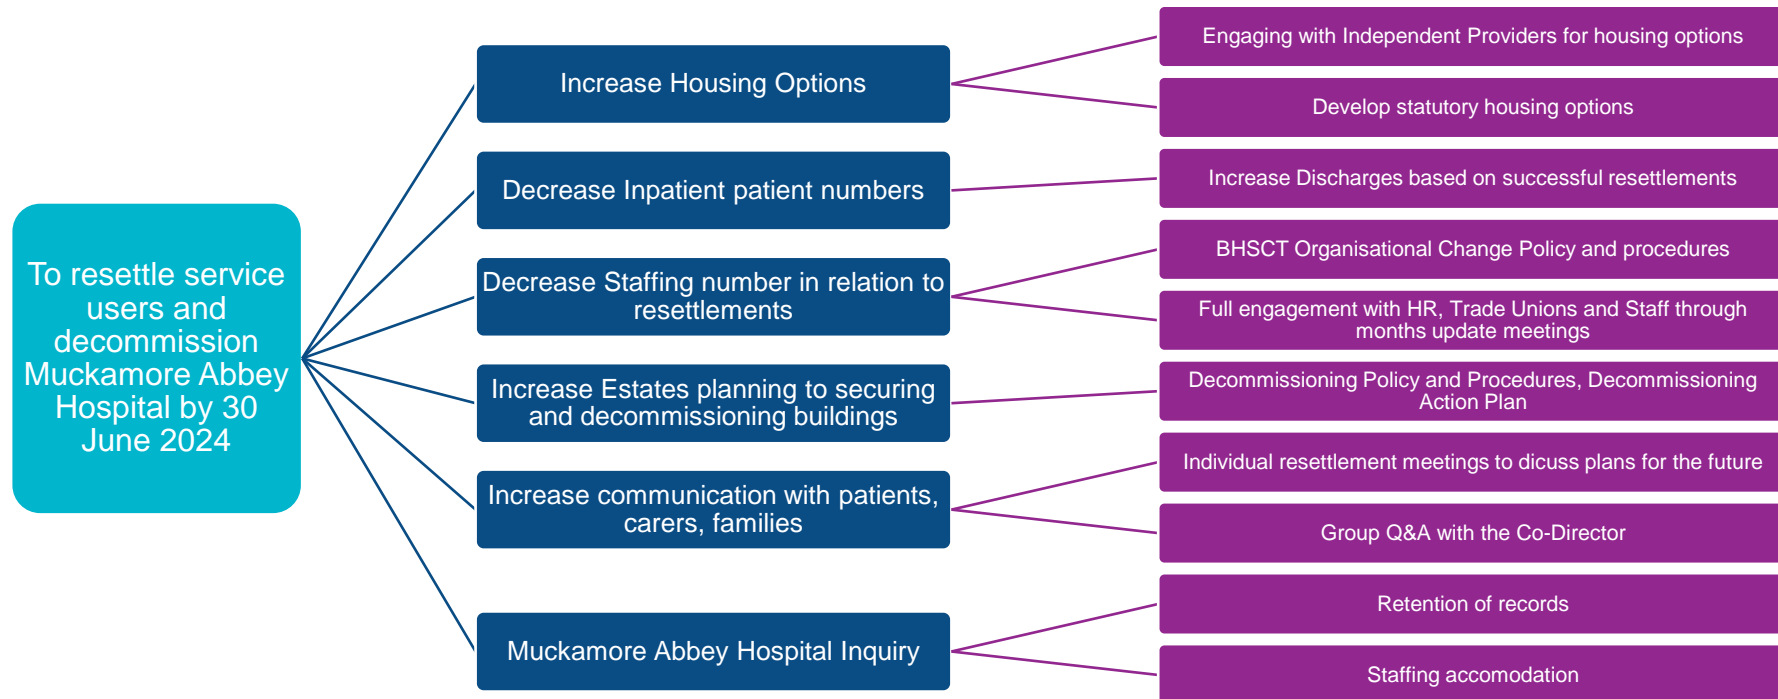 To resettle service
users and
decommission
Muckamore Abbey
Hospital by 30
June 2024
Increase Housing Options
Engaging with Independent Providers for housing options
Develop statutory housing options
Decrease Inpatient patient numbers
Increase Discharges based on successful resettlements
Decrease Staffing number in relation to
resettlements
BHSCT Organisational Change Policy and procedures
Full engagement with HR, Trade Unions and Staff through
months update meetings
Increase Estates planning to securing
and decommissioning buildings
Decommissioning Policy and Procedures, Decommissioning
Action Plan
Increase communication with patients,
carers, families
Individual resettlement meetings to dicuss plans for the future
Group Q&A with the Co-Director
Muckamore Abbey Hospital Inquiry
Retention of records
Staffing accomodation